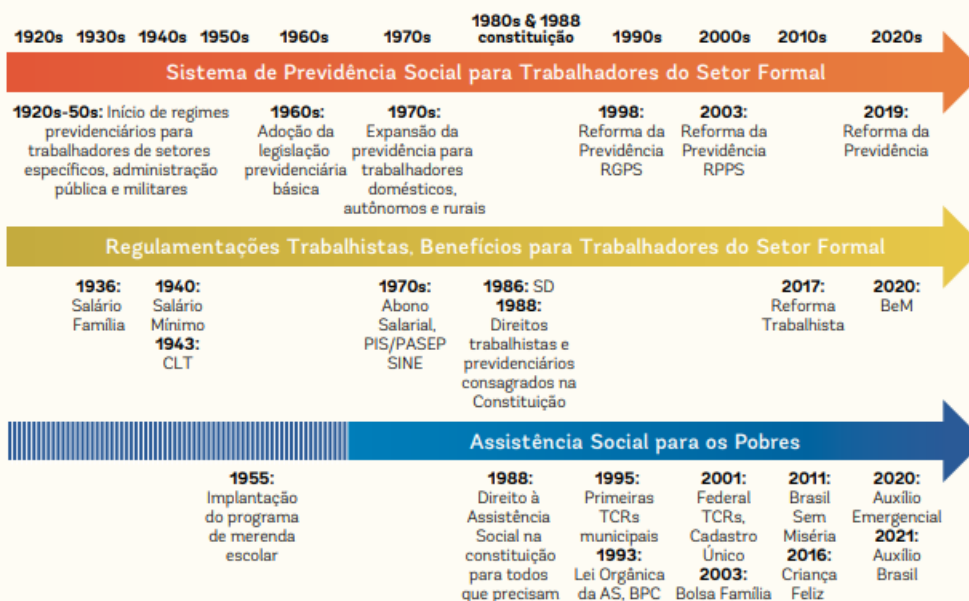 1920s 1930s 1940s 1950s 1960s 1970s 1980s & 1988 constituição 1990s 2000s 2010s 2020s
Sistema de Previdência Social para Trabalhadores do Setor Formal
1920s-50s: Início de regimes
previdenciários para
trabalhadores de setores
específicos, administração
pública e militares
1960s:
Adoção da
legislação
previdenciária
básica
1970s:
Expansão da
previdência para
trabalhadores
domésticos,
autônomos e rurais
1998:
Reforma da
Previdência
RGPS
2003:
Reforma da
Previdência
RPPS
2019:
Reforma da
Previdência
Regulamentações Trabalhistas, Benefícios para Trabalhadores do Setor Formal
1936:
Salário
Família
1940:
Salário
Mínimo
1943:
CLT
1970s:
Abono
Salarial,
PIS/PASEP
SINE
1986: SD
1988:
Direitos
trabalhistas e
previdenciários
consagrados na
Constituição
2017:
Reforma
Trabalhista
2020:
BeM
Assistência Social para os Pobres
1955:
Implantação
do programa
de merenda
escolar
1988:
Direito à
Assistência
Social na
constituição
para todos
que precisam
1995:
Primeiras
TCRs
municipais
1993:
Lei Orgânica
da AS, BPC
2001:
Federal
TCRs,
Cadastro
Único
2003:
Bolsa Família
2011:
Brasil
Sem
Miséria
2016:
Criança
Feliz
2020:
Auxílio
Emergencial
2021:
Auxílio
Brasil